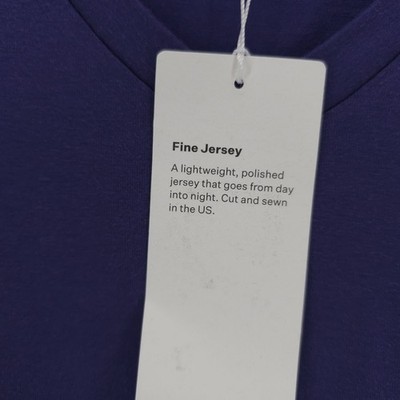 Fine Jersey
A lightweight, polished
jersey that goes from day
into night. Cut and sewn
in the US.